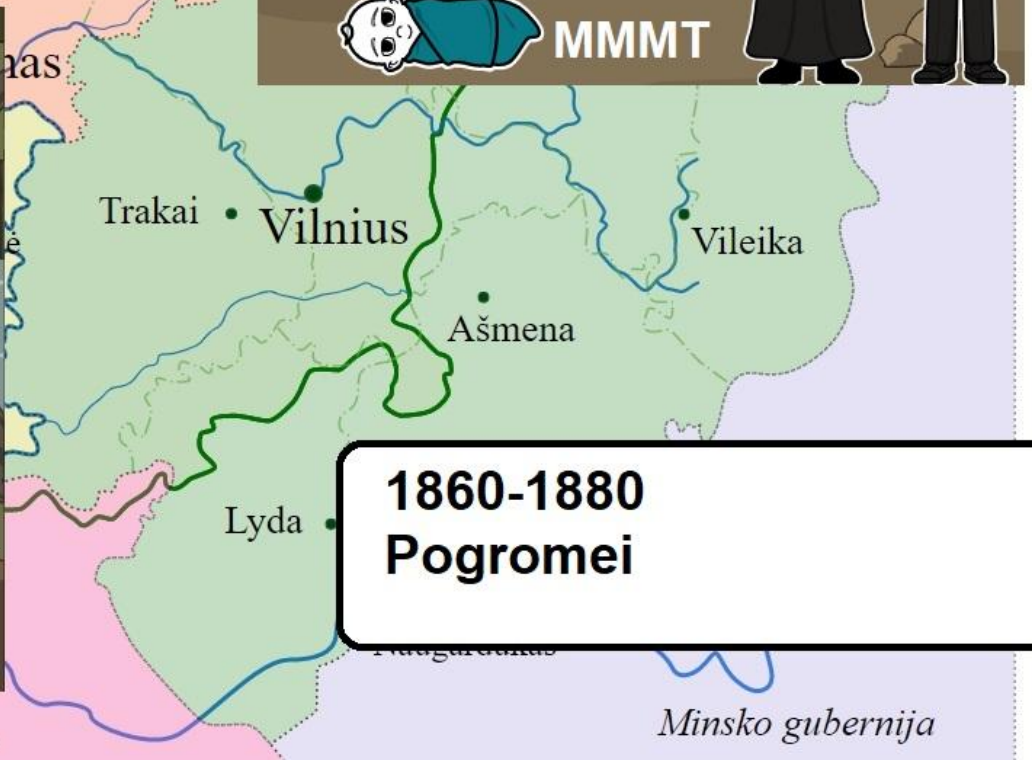 MMMT
Trakai
Vilnius
Vileika
Ašmena
1860-1880
Pogromei
Lyda
Minsko gubernija